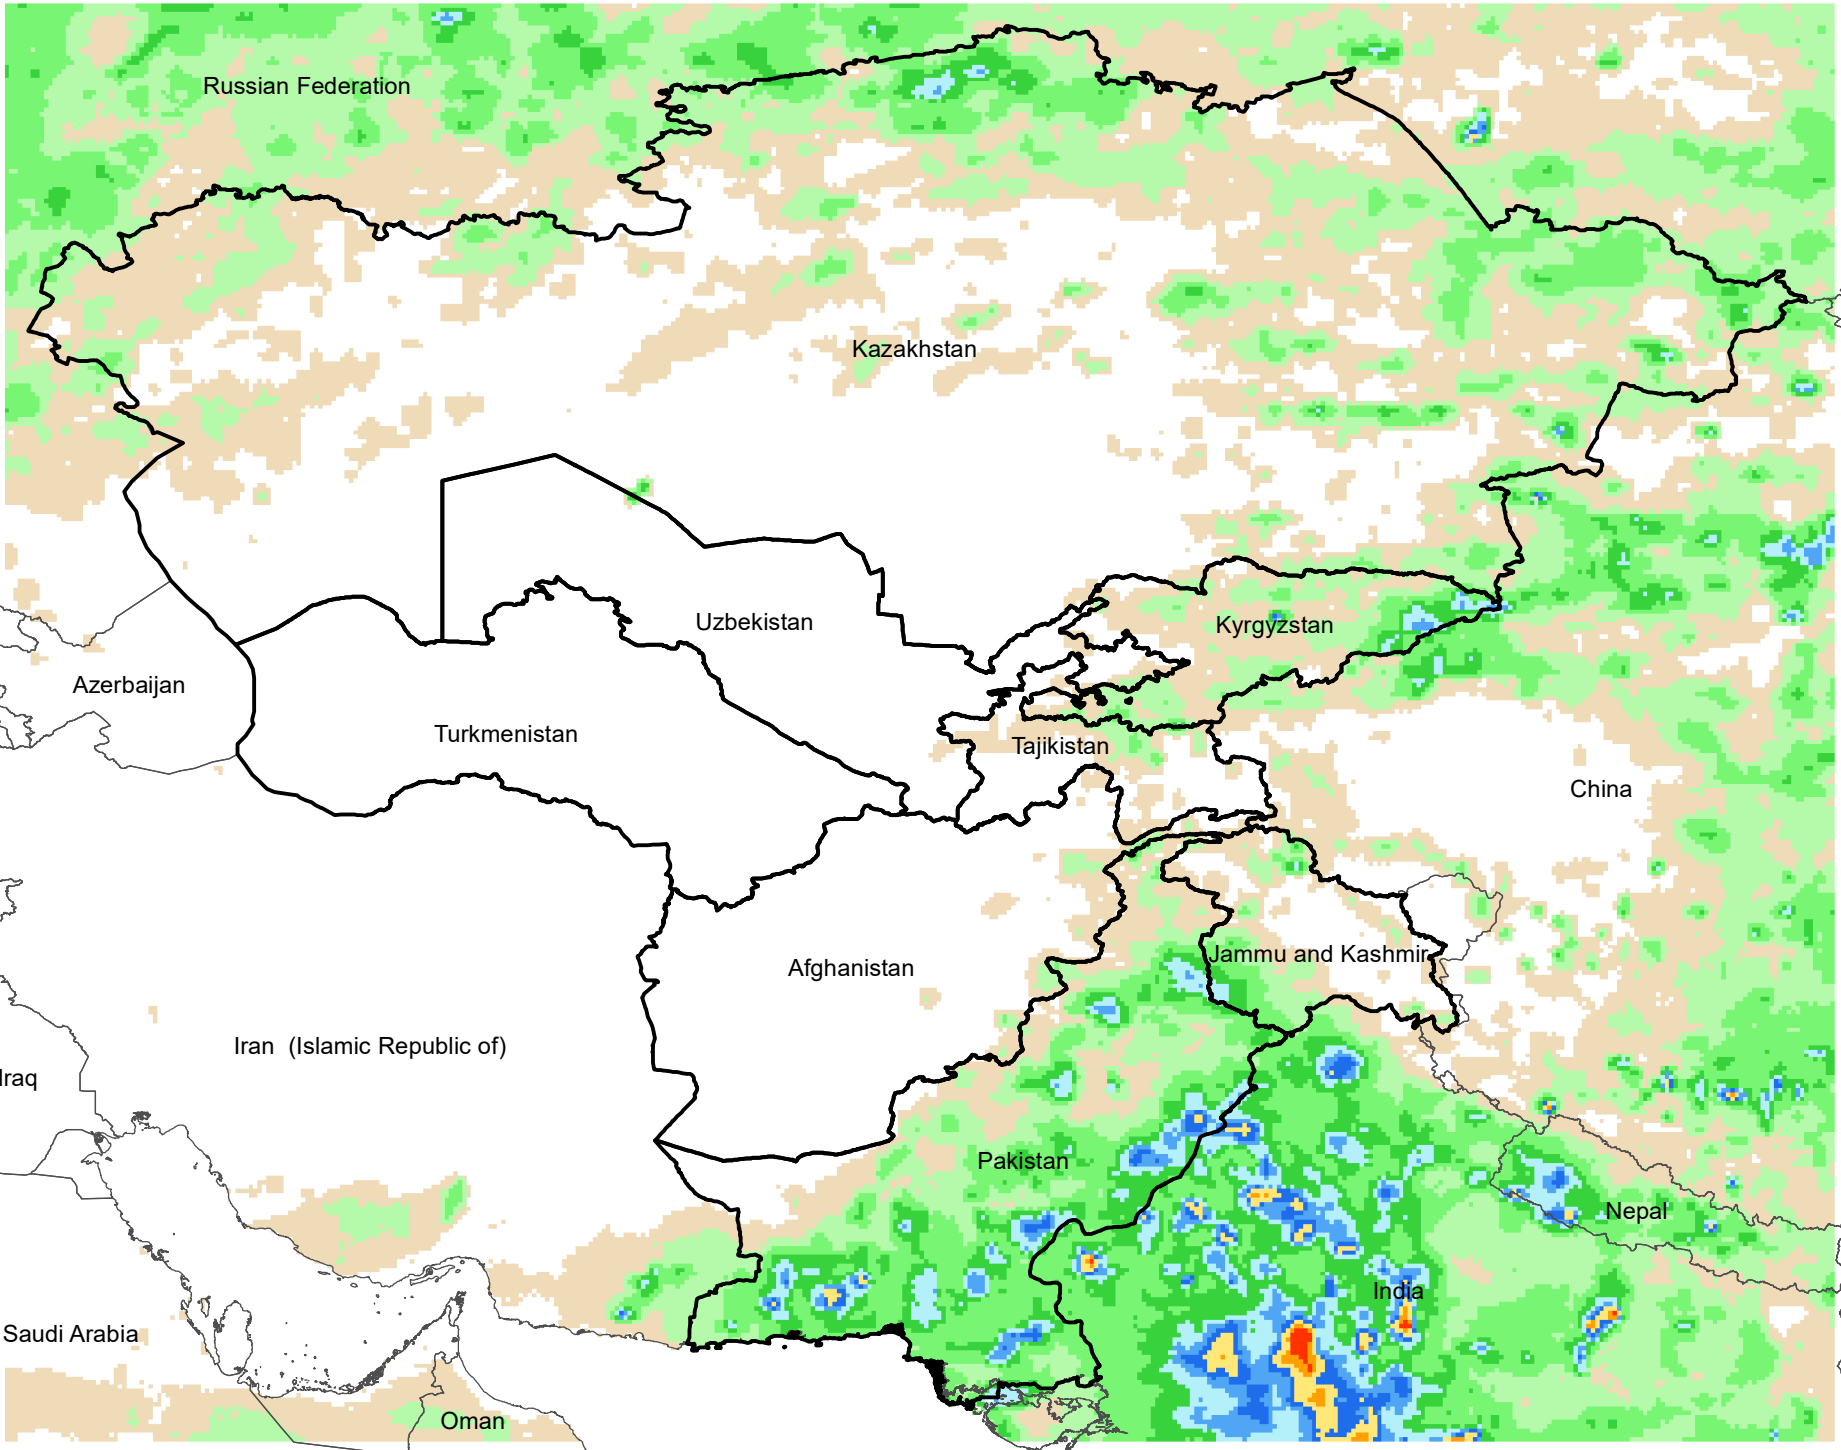 Russian Federation
Kazakhstan
Uzbekistan
Kyrgyzstan
Azerbaijan
Turkmenistan
Tajikistan
China
Jammu and Kashmir
Afghanistan
Iran  (Islamic Republic of)
Iraq
Pakistan
Nepal
India
Saudi Arabia
Oman